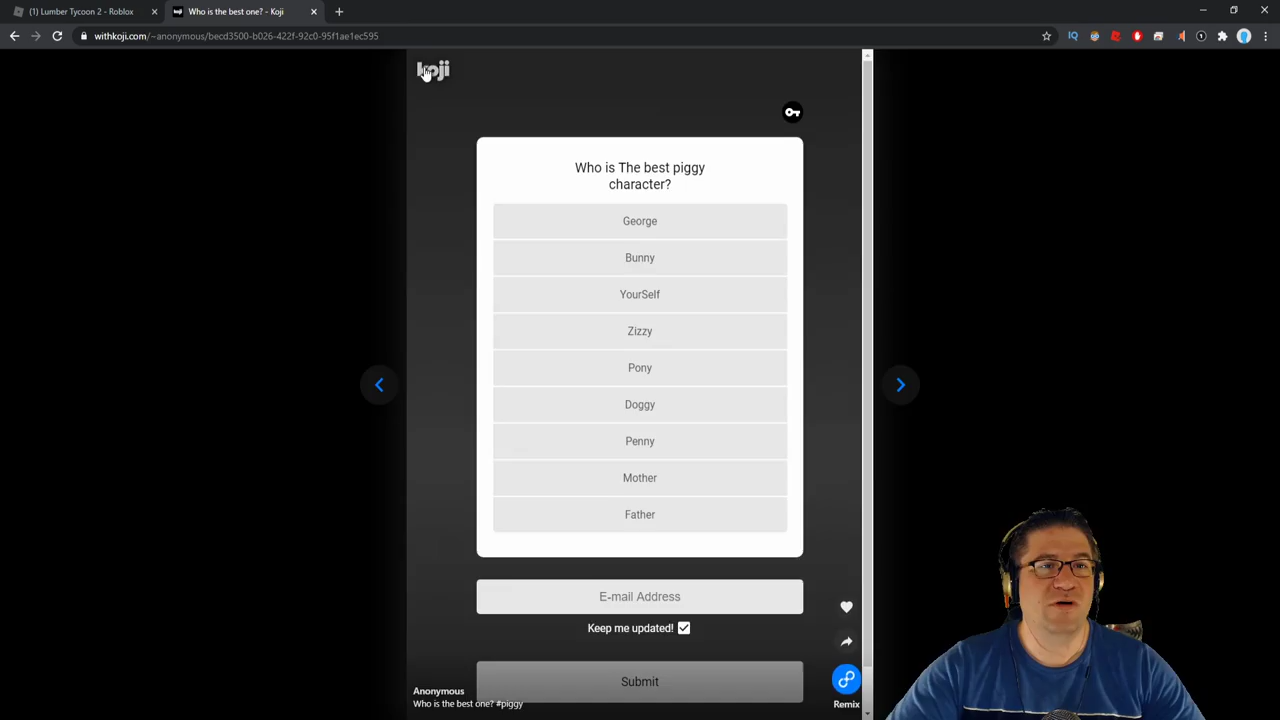 (1) Lumber Tycoon 2 - Roblox
Who is the best one? - Koji
withkoji.com/~anonymous/becd3500-b026-422f-92c0-95f1ae1ec595
koji
Who is The best piggy
character?
George
Bunny
YourSelf
Zizzy
Pony
Doggy
Penny
Mother
Father
E-mail Address
Keep me updated!
Submit
Anonymous
Who is the best one? #piggy
Remix